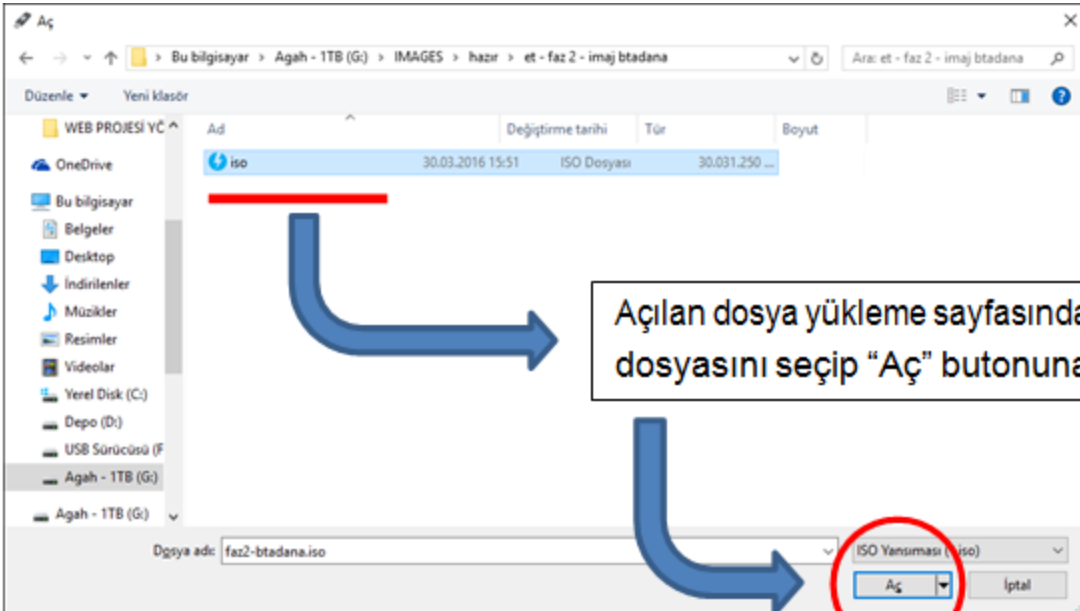 Aç
Bu bilgisayar > Agah - 1TB (G:) > IMAGES > hazır > et - faz 2 - imaj btadana
Ara: et - faz 2 - imaj btadana
Düzenle
Yeni klasör
WEB PROJESİ YÖ
Ad
Değiştirme tarihi
Tür
Boyut
iso
30.03.2016 15:51
ISO Dosyası
30.031.250 ...
OneDrive
Bu bilgisayar
Belgeler
Desktop
İndirilenler
Müzikler
Resimler
Videolar
Yerel Disk (C:)
Depo (D:)
USB Sürücüsü (F
Agah - 1TB (G:)
Agah - 1TB (G:)
Açılan dosya yükleme sayfasında
dosyasını seçip “Aç” butonuna
Dosya adı:
faz2-btadana.iso
ISO Yansıması (*.iso)
Aç
İptal